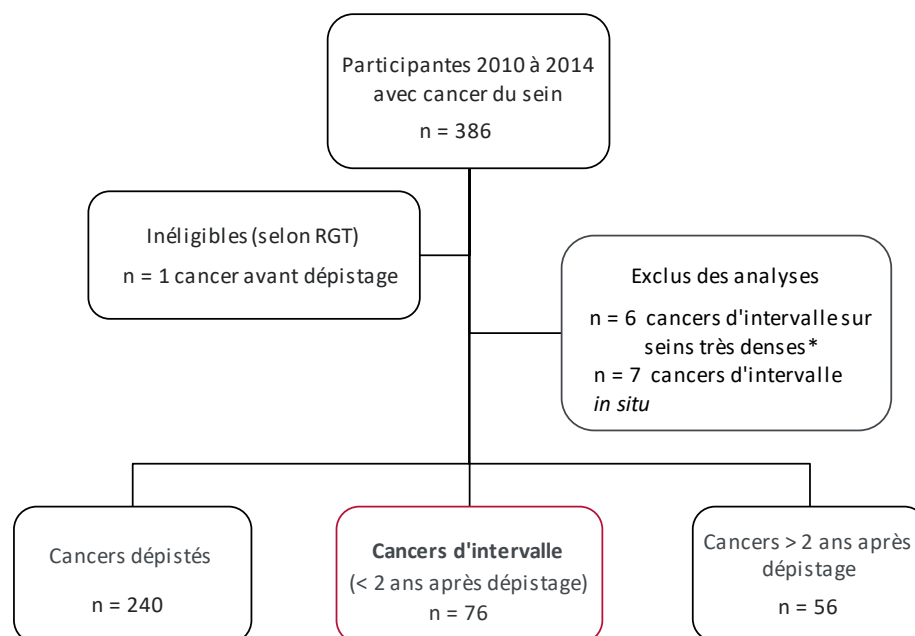 Participantes 2010 à 2014
avec cancer du sein
n = 386
Inéligibles (selon RGT)
n = 1 cancer avant dépistage
Exclus des analyses
n = 6 cancers d'intervalle sur
seins très denses*
n = 7 cancers d'intervalle
in situ
Cancers dépistés
n = 240
Cancers d'intervalle
(< 2 ans après dépistage)
n = 76
Cancers > 2 ans après
dépistage
n = 56